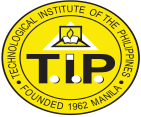 TECHNOLOGICAL INSTITUTE OF THE PHILIPPINES
T.I.P
• FOUNDED 1962 MANILA •